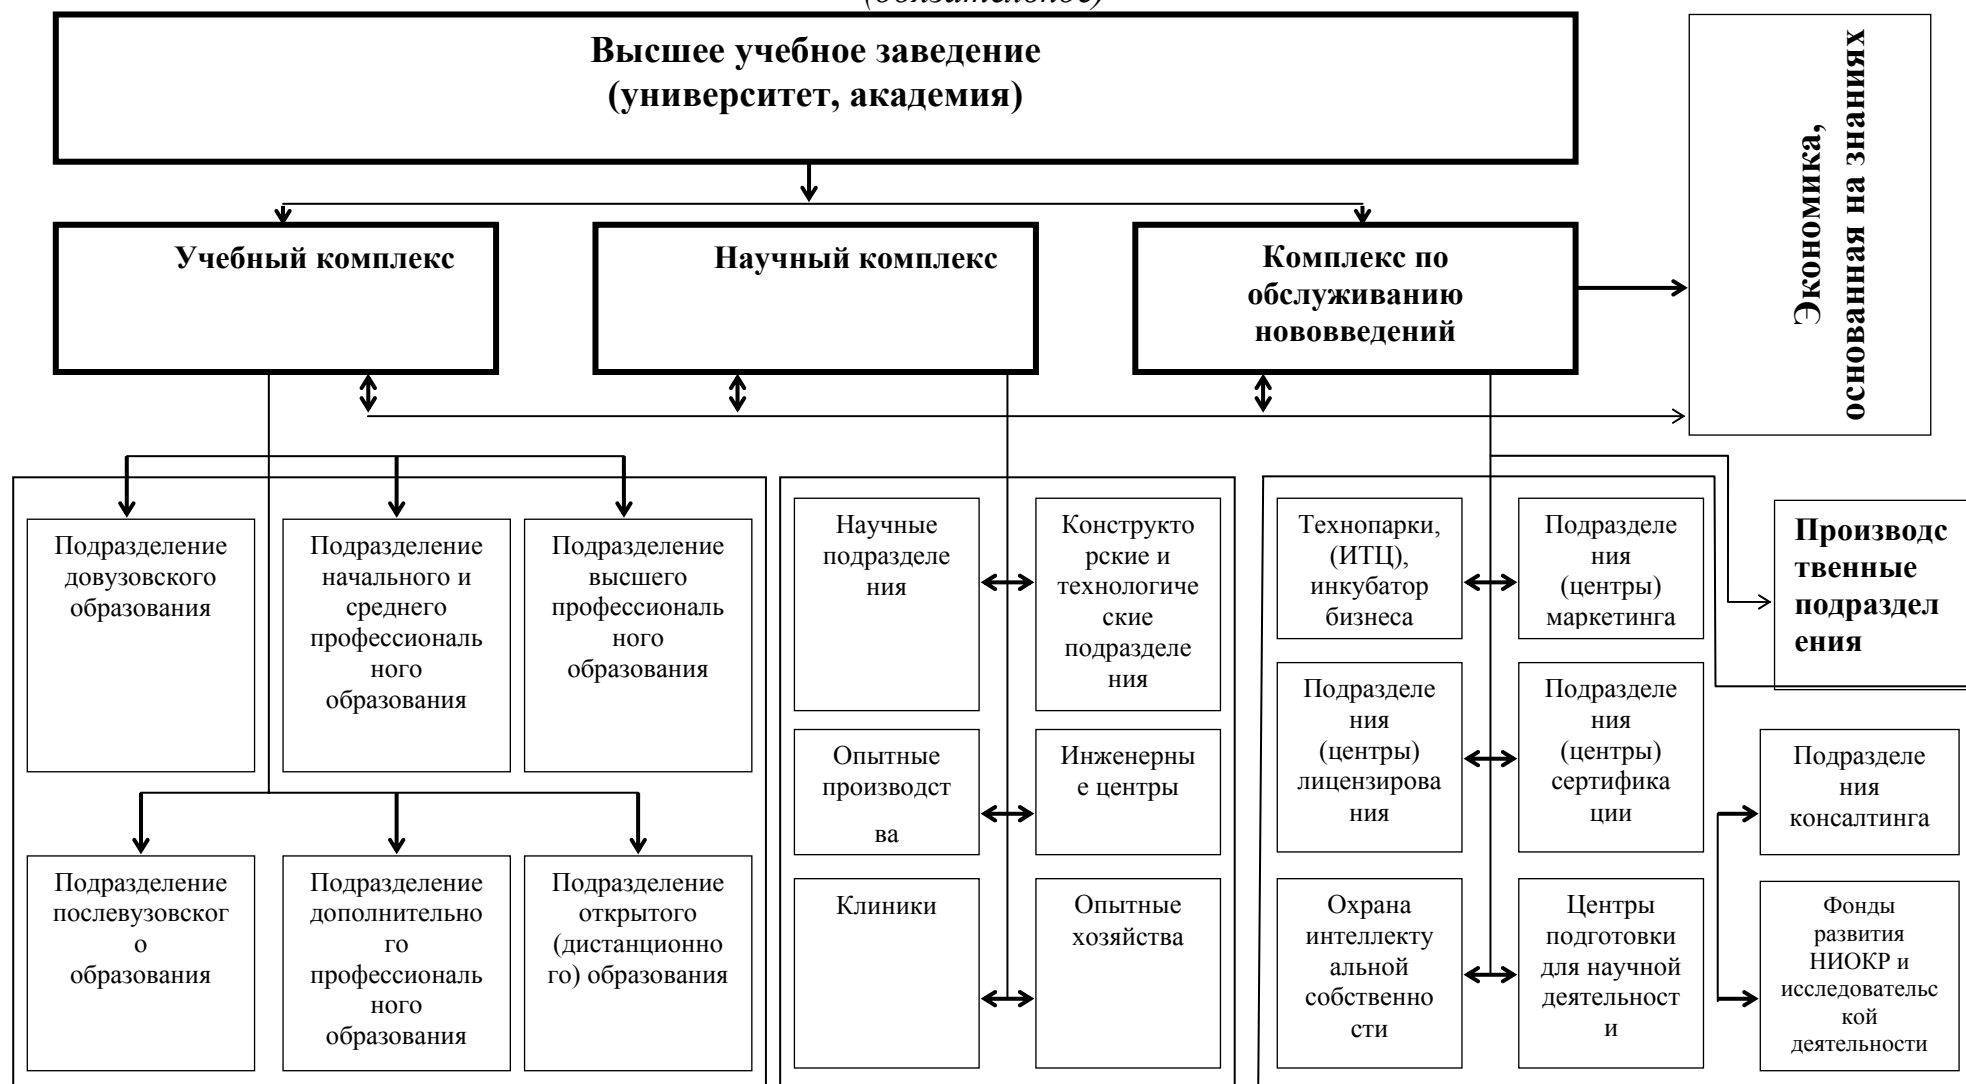 (обязательное)
Высшее учебное заведение
(университет, академия)
Экономика,
основанная на знаниях
Учебный комплекс
Научный комплекс
Комплекс по
обслуживанию
нововведений
Подразделение
довузовского
образования
Подразделение
начального и
среднего
профессиональ
ного
образования
Подразделение
высшего
профессиональ
ного
образования
Научные
подразделе
ния
Конструкто
рские и
технологиче
ские
подразделе
ния
Технопарки,
(ИТЦ),
инкубатор
бизнеса
Подразделе
ния
(центры)
маркетинга
Производс
твенные
подраздел
ения
Опытные
производст
ва
Инженерны
е центры
Подразделе
ния
(центры)
лицензирова
ния
Подразделе
ния
(центры)
сертифика
ции
Подразделе
ния
консалтинга
Подразделение
послевузовског
о
образования
Подразделение
дополнительно
го
профессиональ
ного
образования
Подразделение
открытого
(дистанционно
го) образования
Клиники
Опытные
хозяйства
Охрана
интеллекту
альной
собственно
сти
Центры
подготовки
для научной
деятельност
и
Фонды
развития
НИОКР и
исследовательс
кой
деятельности